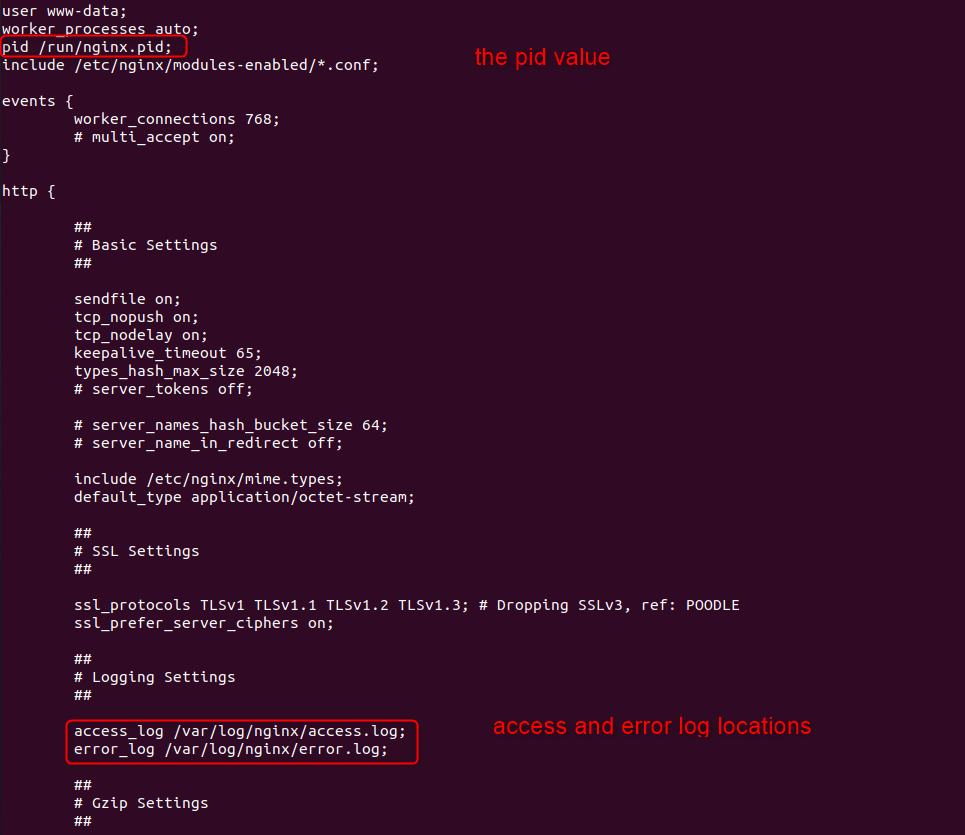 user www-data;
worker_processes auto;
pid /run/nginx.pid;
the pid value
include /etc/nginx/modules-enabled/*.conf;
events {
worker_connections 768;
# multi_accept on;
}
http {
##
# Basic Settings
##
sendfile on;
tcp_nopush on;
tcp_nodelay on;
keepalive_timeout 65;
types_hash_max_size 2048;
# server_tokens off;
# server_names_hash_bucket_size 64;
# server_name_in_redirect off;
include /etc/nginx/mime.types;
default_type application/octet-stream;
##
# SSL Settings
##
ssl_protocols TLSv1 TLSv1.1 TLSv1.2 TLSv1.3; # Dropping SSLv3, ref: POODLE
ssl_prefer_server_ciphers on;
##
# Logging Settings
##
access_log /var/log/nginx/access.log;
error_log /var/log/nginx/error.log;
access and error log locations
##
# Gzip Settings
##